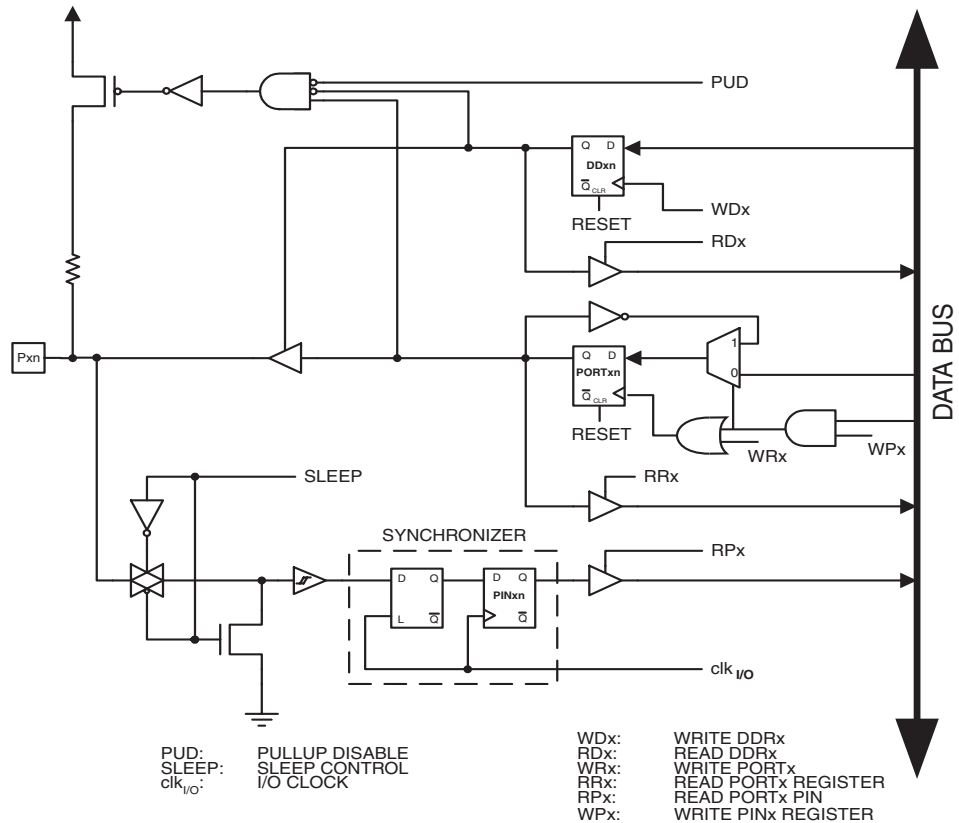 PUD
Q D
DDxn
Q CLR
WDx
RESET
RDx
Pxn
1
Q D
PORTxn
0
Q CLR
RESET
WRx
WPx
DATA BUS
SLEEP
RRx
SYNCHRONIZER
RPx
D Q
D Q
PINxn
L Q
Q
clk I/O
PUD: PULLUP DISABLE
SLEEP: SLEEP CONTROL
clk I/O: I/O CLOCK
WDx: WRITE DDRx
RDx: READ DDRx
WRx: WRITE PORTx
RRx: READ PORTx REGISTER
RPx: READ PORTx PIN
WPx: WRITE PINx REGISTER